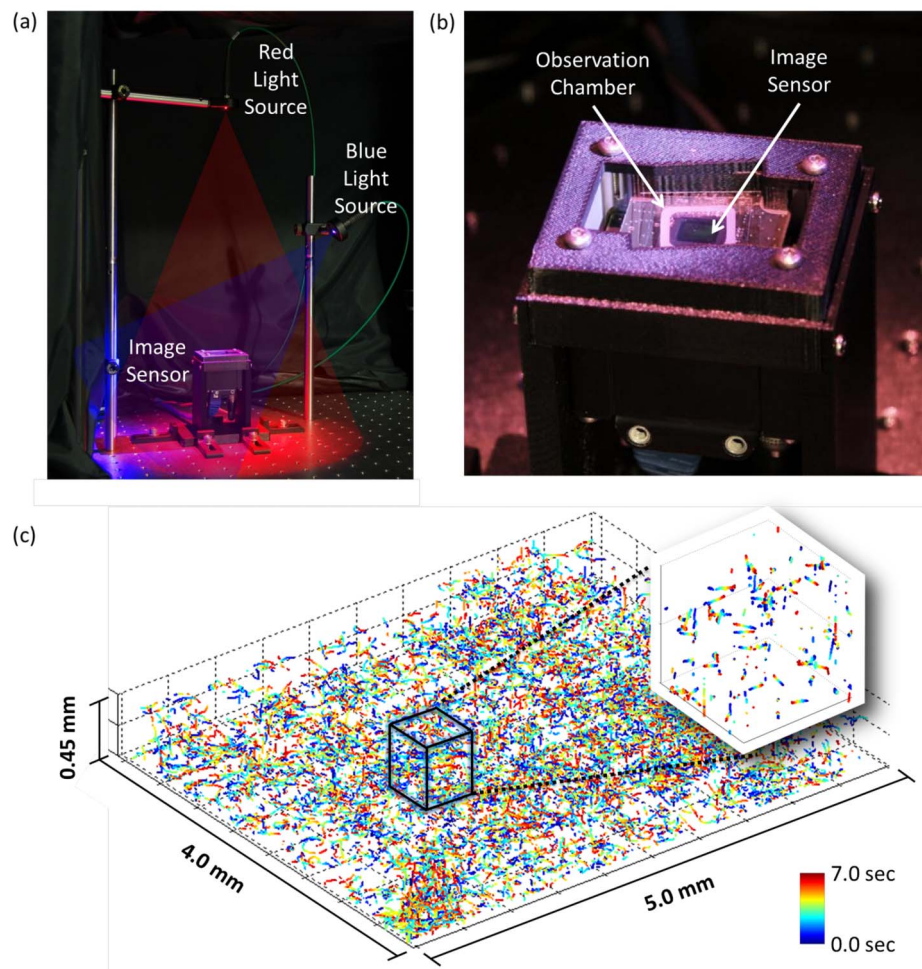 (a)
Red
Light
Source
Blue
Light
Source
Image
Sensor
(b)
Observation
Chamber
Image
Sensor
(c)
0.45 mm
4.0 mm
5.0 mm
7.0 sec
0.0 sec